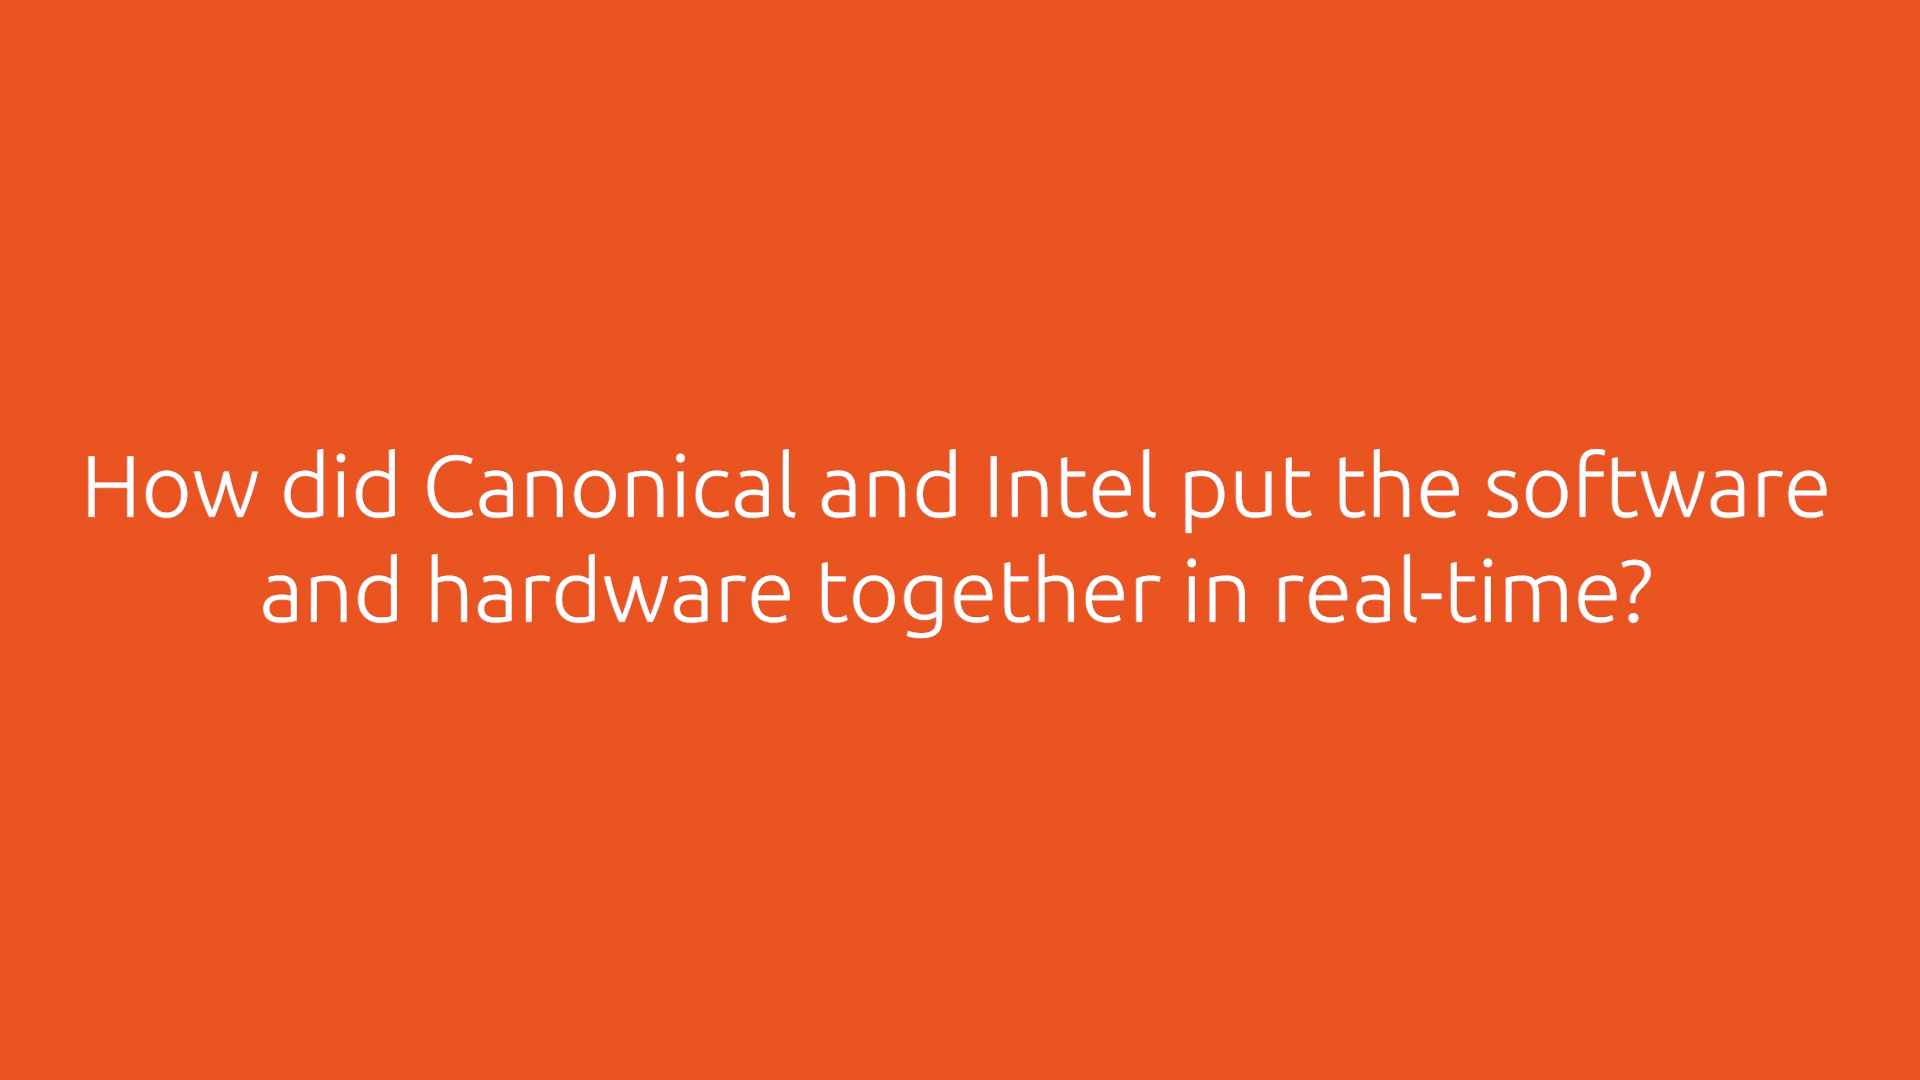 How did Canonical and Intel put the software
and hardware together in real-time?